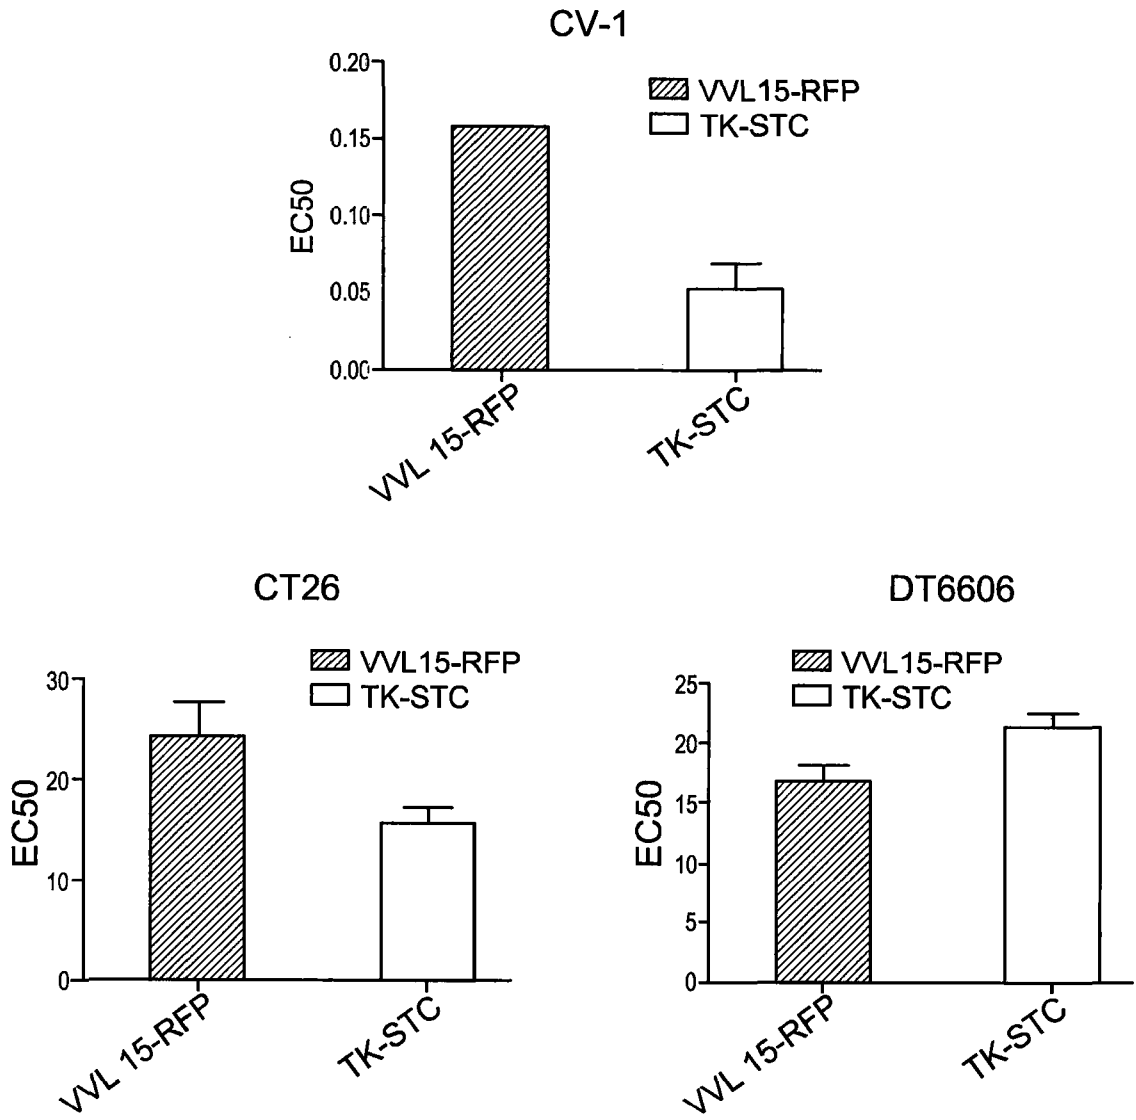 CV-1
0.20
0.15
0.10
0.05
0.00
EC50
VVL15-RFP
TK-STC
VVL 15-RFP
TK-STC
CT26
30
20
10
0
EC50
VVL15-RFP
TK-STC
VVL 15-RFP
TK-STC
DT6606
25
20
15
10
5
0
EC50
VVL15-RFP
TK-STC
VVL 15-RFP
TK-STC